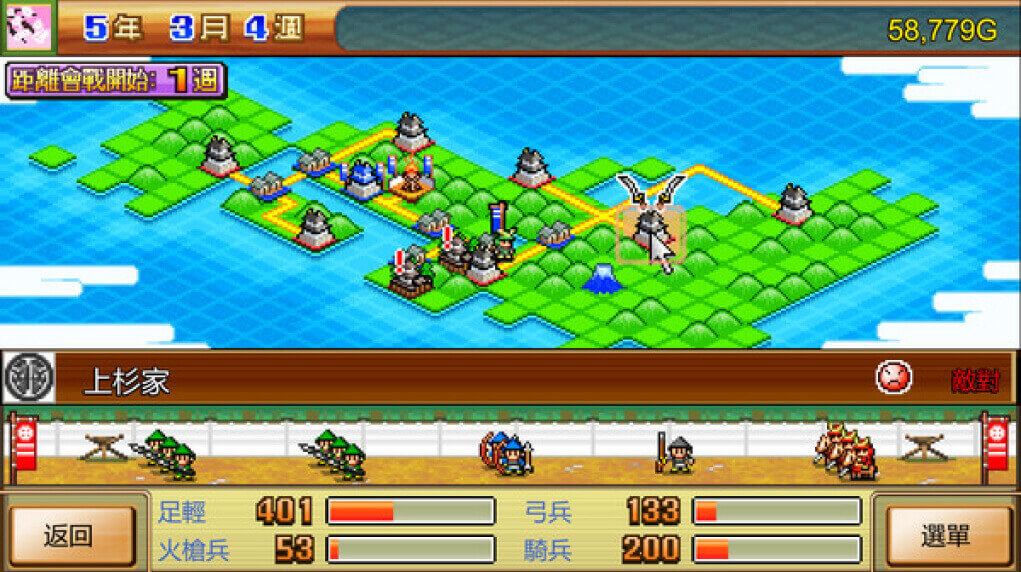 5年 3月 4週
58,779G
距離會戰開始: 1週
上杉家
敵對
足輕 401 弓兵 133
火槍兵 53 騎兵 200
返回
選單